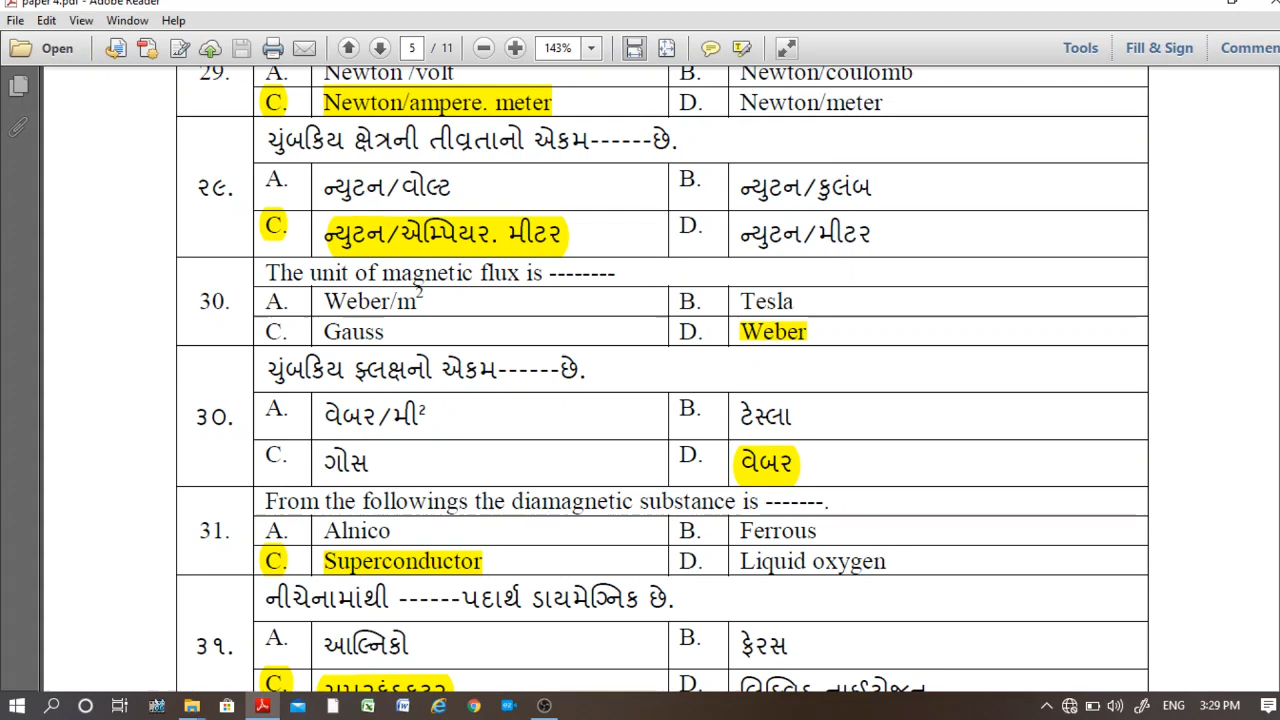 paper 4.pdf - Adobe Reader
File Edit View Window Help
Open 5 / 11 143% Tools Fill & Sign Commen
29. A. Newton /volt B. Newton/coulomb
C. Newton/ampere. meter D. Newton/meter
ચુંબકિય ક્ષેત્રની તીવ્રતાનો એકમ------છે.
૨૯. A. ન્યુટન/વોલ્ટ B. ન્યુટન/કુલંબ
C. ન્યુટન/એમ્પિયર. મીટર D. ન્યુટન/મીટર
The unit of magnetic flux is --------
30. A. Weber/m² B. Tesla
C. Gauss D. Weber
ચુંબકિય ફ્લક્ષનો એકમ------છે.
૩૦. A. વેબર/મી² B. ટેસ્લા
C. ગોસ D. વેબર
From the followings the diamagnetic substance is -------.
31. A. Alnico B. Ferrous
C. Superconductor D. Liquid oxygen
નીચેનામાંથી ------પદાર્થ ડાયમેગ્નિક છે.
૩૧. A. આલ્નિકો B. ફેરસ
C. D.
ENG 3:29 PM